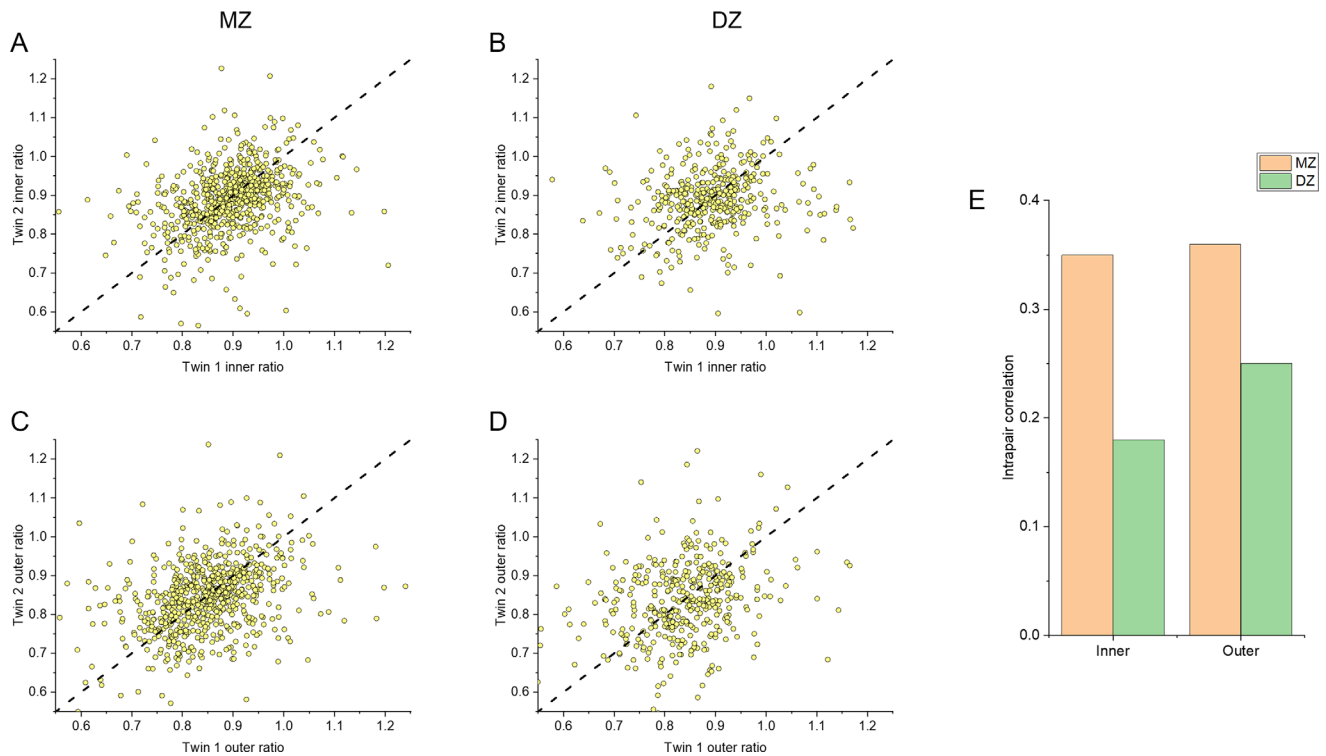 MZ
DZ
A
1.2
1.1
1.0
0.9
0.8
0.7
0.6
Twin 2 inner ratio
0.6 0.7 0.8 0.9 1.0 1.1 1.2
Twin 1 inner ratio
B
1.2
1.1
1.0
0.9
0.8
0.7
0.6
Twin 2 inner ratio
0.6 0.7 0.8 0.9 1.0 1.1 1.2
Twin 1 inner ratio
C
1.2
1.1
1.0
0.9
0.8
0.7
0.6
Twin 2 outer ratio
0.6 0.7 0.8 0.9 1.0 1.1 1.2
Twin 1 outer ratio
D
1.2
1.1
1.0
0.9
0.8
0.7
0.6
Twin 2 outer ratio
0.6 0.7 0.8 0.9 1.0 1.1 1.2
Twin 1 outer ratio
MZ
DZ
E
0.4
0.3
0.2
0.1
0.0
Intrapair correlation
Inner Outer